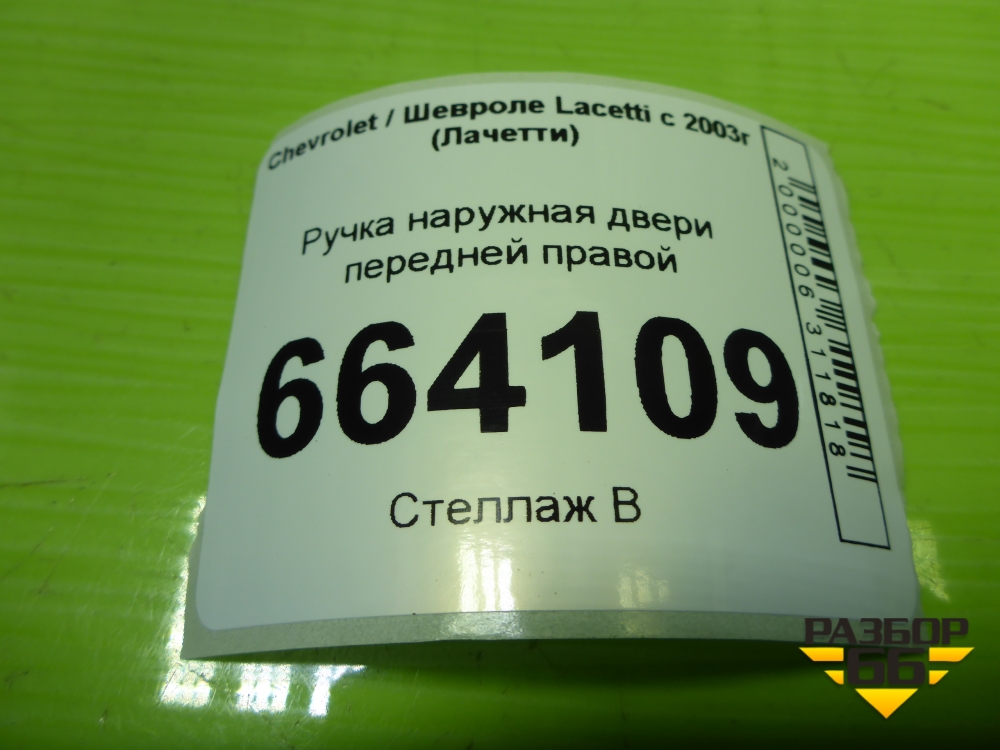 Chevrolet / Шевроле Lacetti с 2003г
(Лачетти)
Ручка наружная двери
передней правой
664109
Стеллаж В
2000006311818
РАЗБОР
66